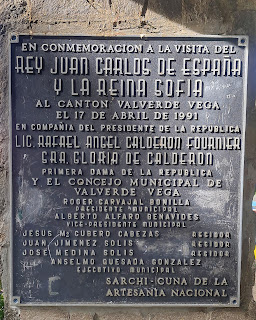 EN CONMEMORACION A LA VISITA DEL
REY JUAN CARLOS DE ESPAÑA
Y LA REINA SOFIA
AL CANTON VALVERDE VEGA
EL 17 DE ABRIL DE 1991
EN COMPAÑIA DEL PRESIDENTE DE LA REPUBLICA
LIC. RAFAEL ANGEL CALDERON FOURNIER
SRA. GLORIA DE CALDERON
PRIMERA DAMA DE LA REPUBLICA
Y EL CONCEJO MUNICIPAL DE
VALVERDE VEGA
ROGER CARVAJAL BONILLA
PRESIDENTE MUNICIPAL
ALBERTO ALFARO BENAVIDES
VICE-PRESIDENTE MUNICIPAL
JESUS Mª CUBERO CABEZAS REGIDOR
JUAN JIMENEZ SOLIS REGIDOR
JOSE MEDINA SOLIS REGIDOR
ANSELMO QUESADA GONZALEZ
EJECUTIVO MUNICIPAL
SARCHI-CUNA DE LA
ARTESANIA NACIONAL